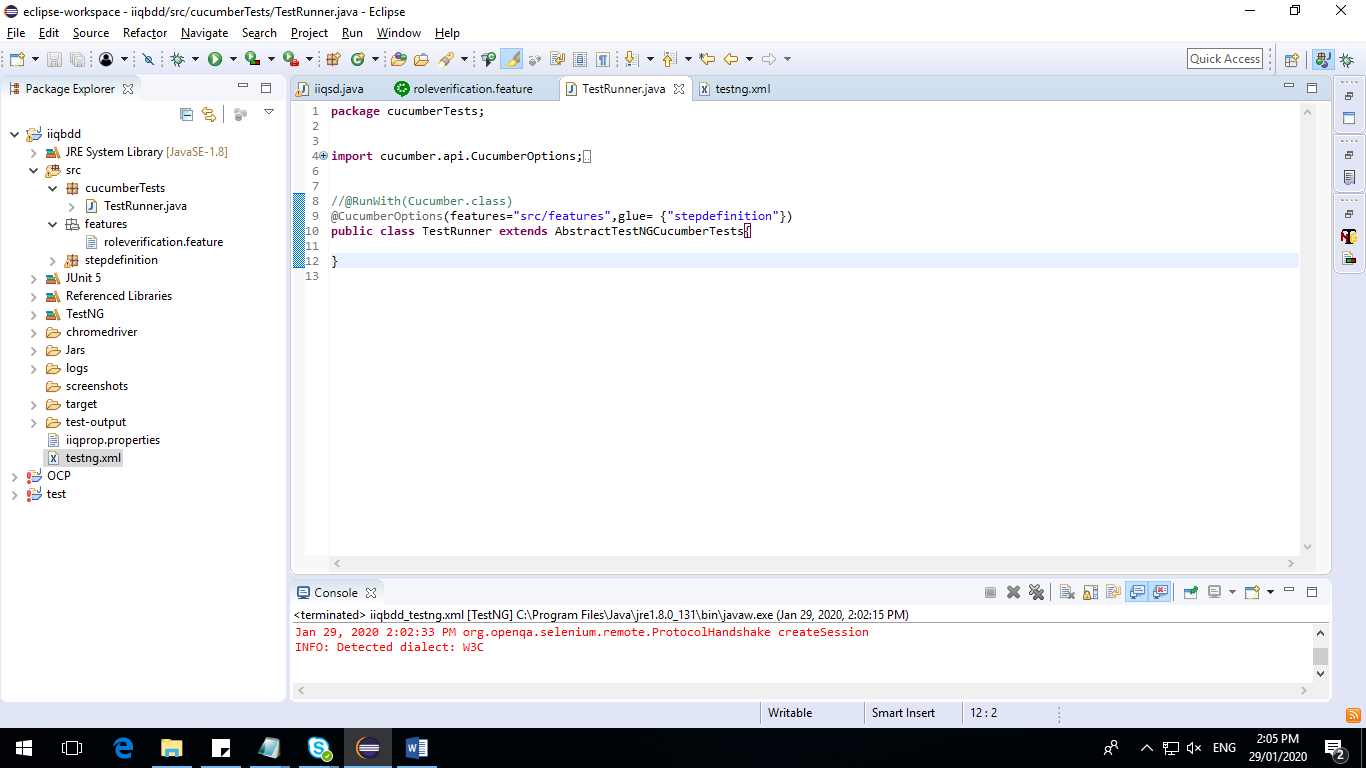 eclipse-workspace - iiqbdd/src/cucumberTests/TestRunner.java - Eclipse
File Edit Source Refactor Navigate Search Project Run Window Help
Quick Access
Package Explorer
iiqsd.java
roleverification.feature
TestRunner.java
testng.xml
iiqbdd
JRE System Library [JavaSE-1.8]
src
cucumberTests
TestRunner.java
features
roleverification.feature
stepdefinition
JUnit 5
Referenced Libraries
TestNG
chromedriver
Jars
logs
screenshots
target
test-output
iiqprop.properties
testng.xml
OCP
test
1 package cucumberTests;
2
3
4 import cucumber.api.CucumberOptions;
6
7
8 //@RunWith(Cucumber.class)
9 @CucumberOptions(features="src/features",glue= {"stepdefinition"})
10 public class TestRunner extends AbstractTestNGCucumberTests{
11
12 }
13
Console
<terminated> iiqbdd_testng.xml [TestNG] C:\Program Files\Java\jre1.8.0_131\bin\javaw.exe (Jan 29, 2020, 2:02:15 PM)
Jan 29, 2020 2:02:33 PM org.openqa.selenium.remote.ProtocolHandshake createSession
INFO: Detected dialect: W3C
Writable
Smart Insert
12 : 2
ENG
2:05 PM
29/01/2020
2